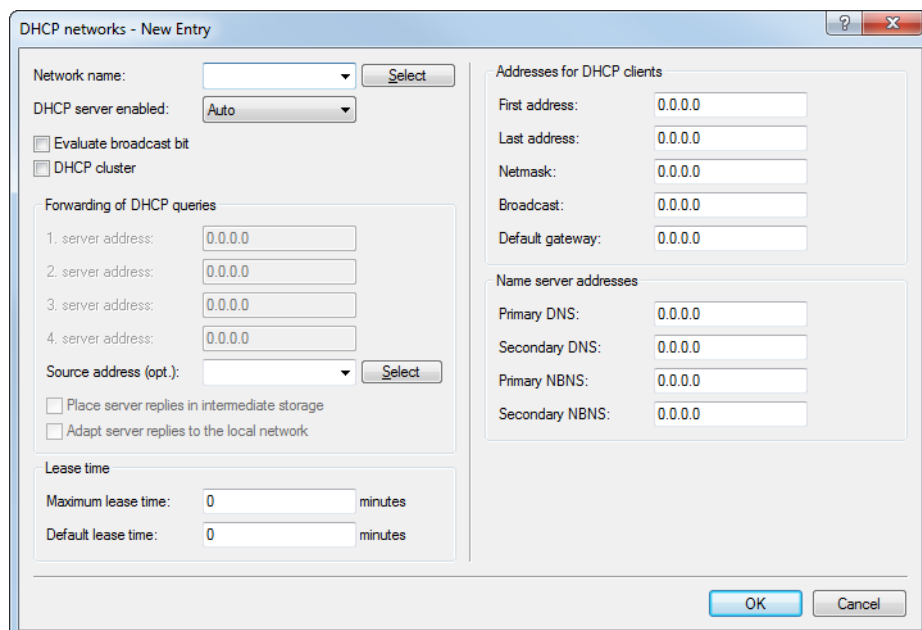 DHCP networks - New Entry
?
Network name:
Select
DHCP server enabled:
Auto
Evaluate broadcast bit
DHCP cluster
Forwarding of DHCP queries
1. server address:
0.0.0.0
2. server address:
0.0.0.0
3. server address:
0.0.0.0
4. server address:
0.0.0.0
Source address (opt.):
Select
Place server replies in intermediate storage
Adapt server replies to the local network
Lease time
Maximum lease time:
0
minutes
Default lease time:
0
minutes
Addresses for DHCP clients
First address:
0.0.0.0
Last address:
0.0.0.0
Netmask:
0.0.0.0
Broadcast:
0.0.0.0
Default gateway:
0.0.0.0
Name server addresses
Primary DNS:
0.0.0.0
Secondary DNS:
0.0.0.0
Primary NBNS:
0.0.0.0
Secondary NBNS:
0.0.0.0
OK
Cancel